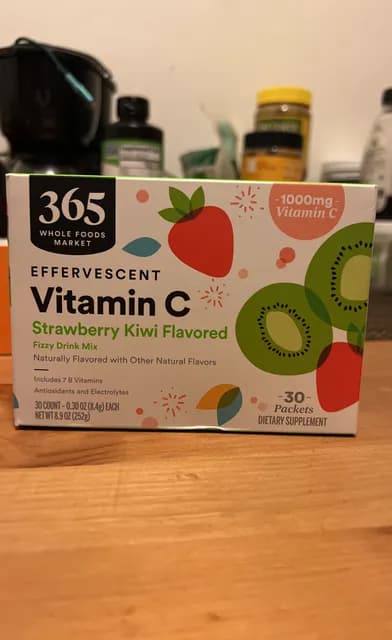 365
WHOLE FOODS
MARKET
-1000mg-
Vitamin C
EFFERVESCENT
Vitamin C
Strawberry Kiwi Flavored
Fizzy Drink Mix
Naturally Flavored with Other Natural Flavors
Includes 7 B Vitamins
Antioxidants and Electrolytes
30 COUNT - 0.30 OZ (8.4g) EACH
NET WT 8.9 OZ (252g)
-30-
Packets
DIETARY SUPPLEMENT